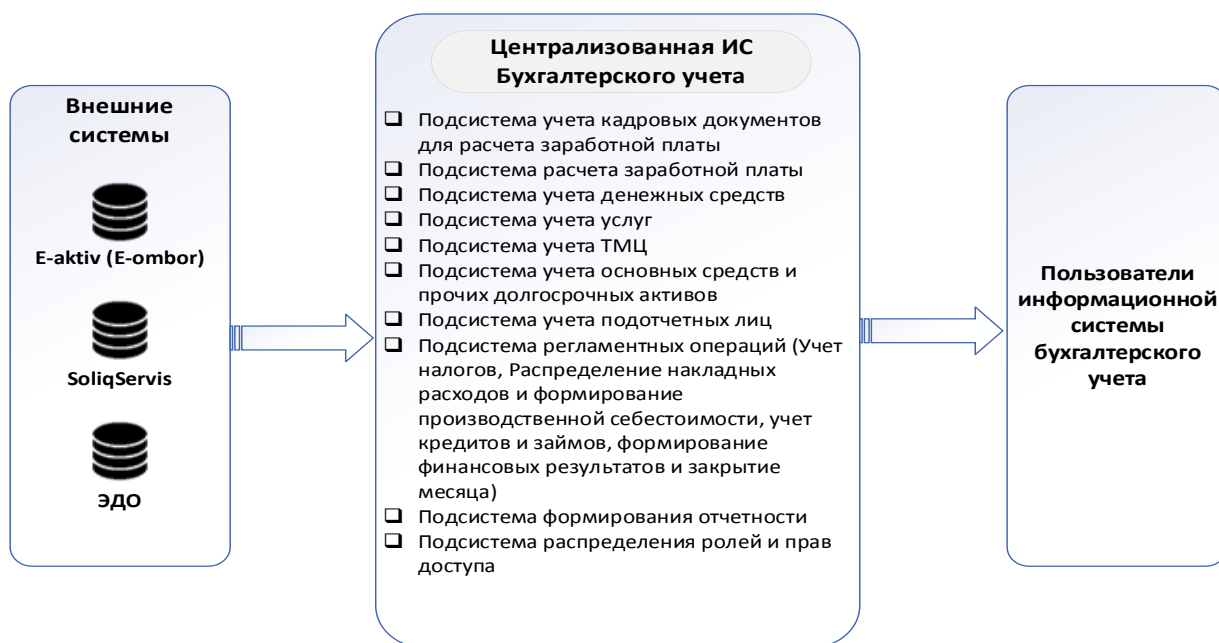 Внешние
системы
E-aktiv (E-ombor)
SoliqServis
ЭДО
Централизованная ИС
Бухгалтерского учета
Подсистема учета кадровых документов
для расчета заработной платы
Подсистема расчета заработной платы
Подсистема учета денежных средств
Подсистема учета услуг
Подсистема учета ТМЦ
Подсистема учета основных средств и
прочих долгосрочных активов
Подсистема учета подотчетных лиц
Подсистема регламентных операций (Учет
налогов, Распределение накладных
расходов и формирование
производственной себестоимости, учет
кредитов и займов, формирование
финансовых результатов и закрытие
месяца)
Подсистема формирования отчетности
Подсистема распределения ролей и прав
доступа
Пользователи
информационной
системы
бухгалтерского
учета